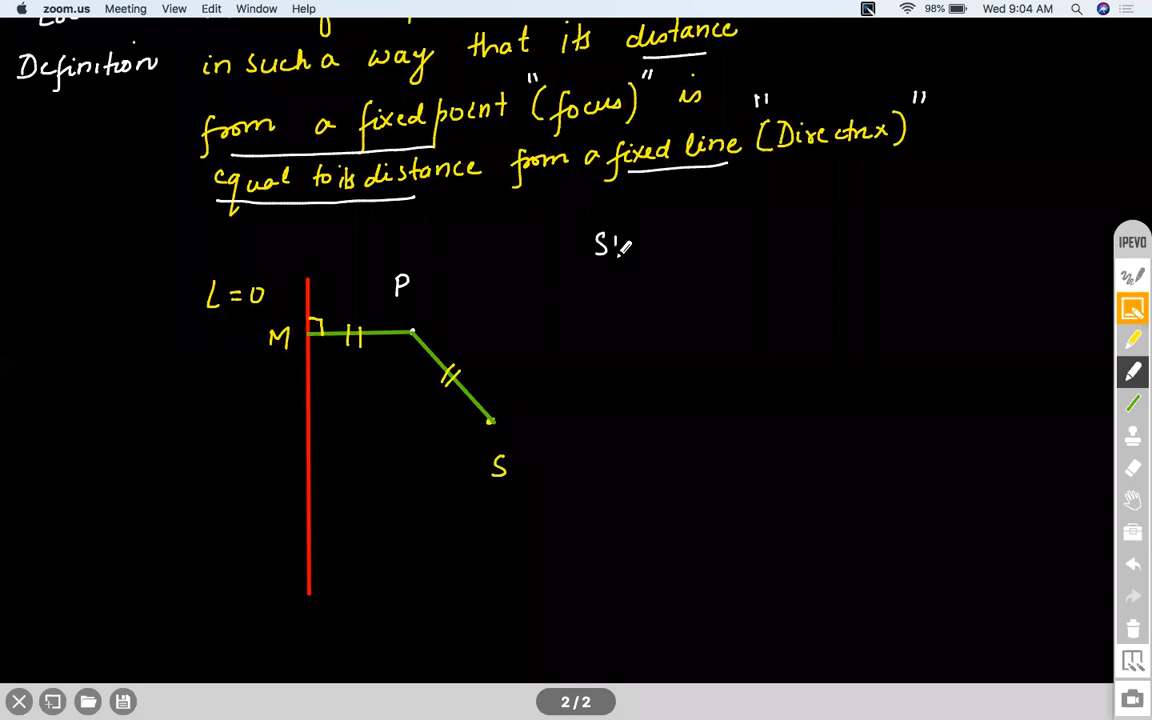 zoom.us Meeting View Edit Window Help 98% Wed 9:04 AM
in such a way that its distance
Definition
from a fixed point "(focus)" is
equal to its distance from a fixed line "(Directrix)"
S'
L = 0
P
M
S
IPEVO
2/2